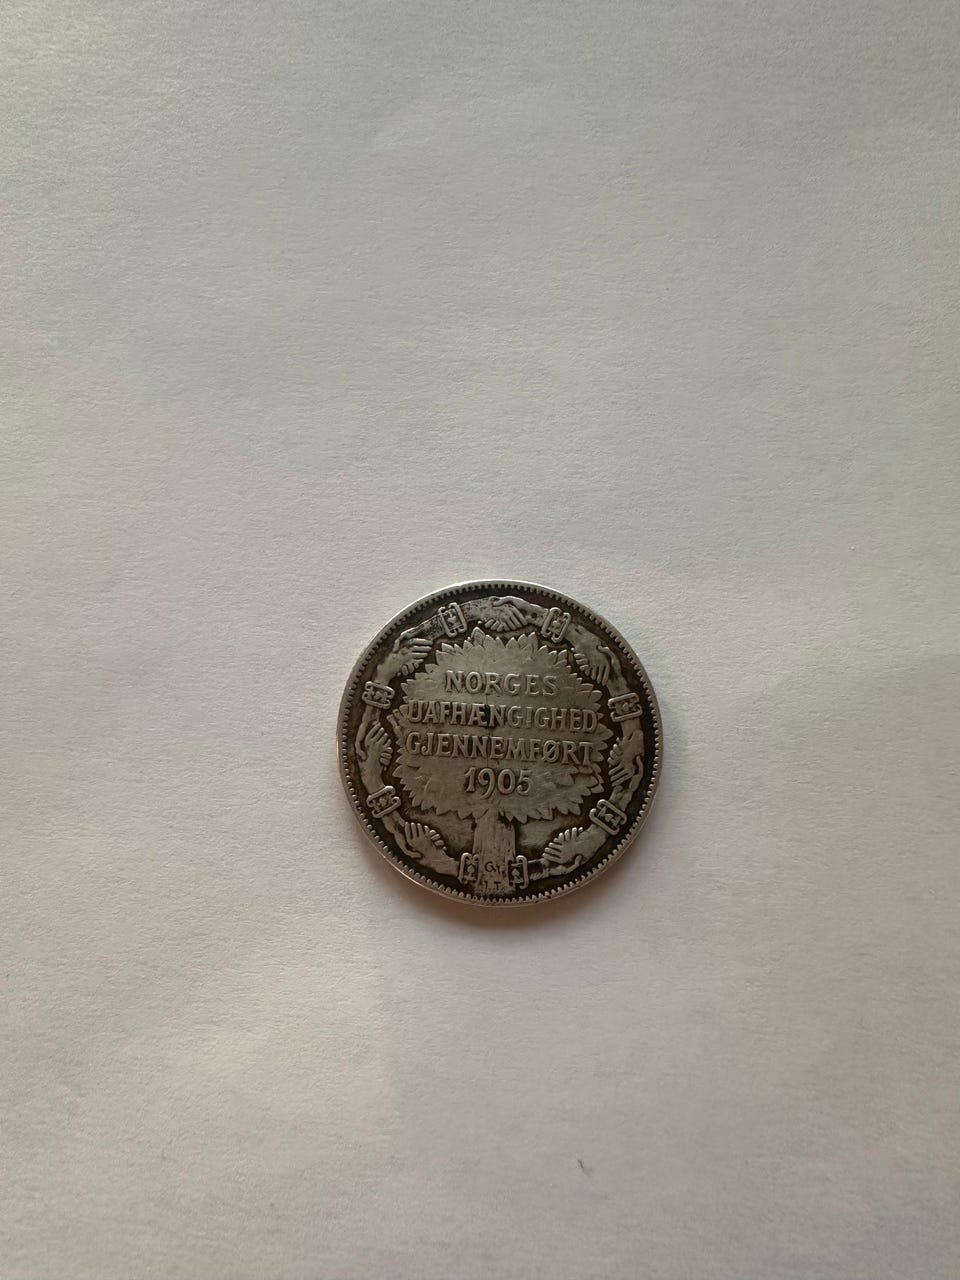 NORGES
UAFHÆNGIGHED
GJENNEMFØRT
1905
G.
I.T.